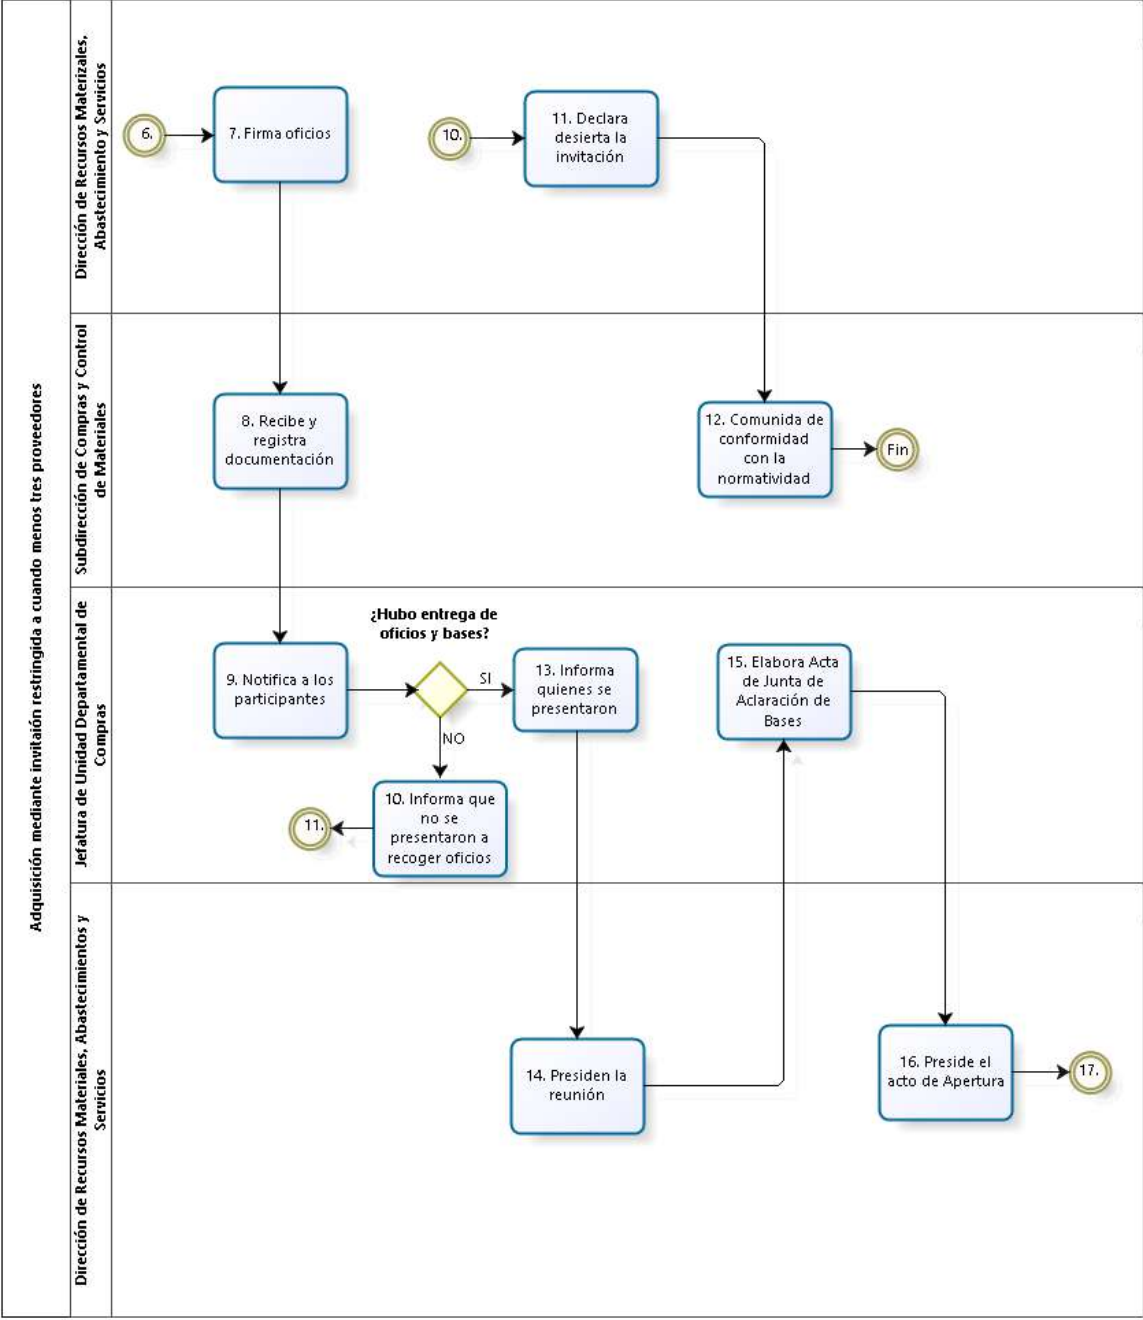 Adquisición mediante invitaión restringida a cuando menos tres proveedores
Dirección de Recursos Materizales,
Abastecimiento y Servicios
6.
7. Firma oficios
10.
11. Declara
desierta la
invitación
Subdirección de Compras y Control
de Materiales
8. Recibe y
registra
documentación
12. Comunida de
conformidad
con la
normatividad
Fin
Jefatura de Unidad Departamental de
Compras
9. Notifica a los
participantes
¿Hubo entrega de
oficios y bases?
SI
NO
13. Informa
quienes se
presentaron
10. Informa que
no se
presentaron a
recoger oficios
11.
15. Elabora Acta
de Junta de
Aclaración de
Bases
Dirección de Recursos Materiales, Abastecimientos y
Servicios
14. Presiden la
reunión
16. Preside el
acto de Apertura
17.